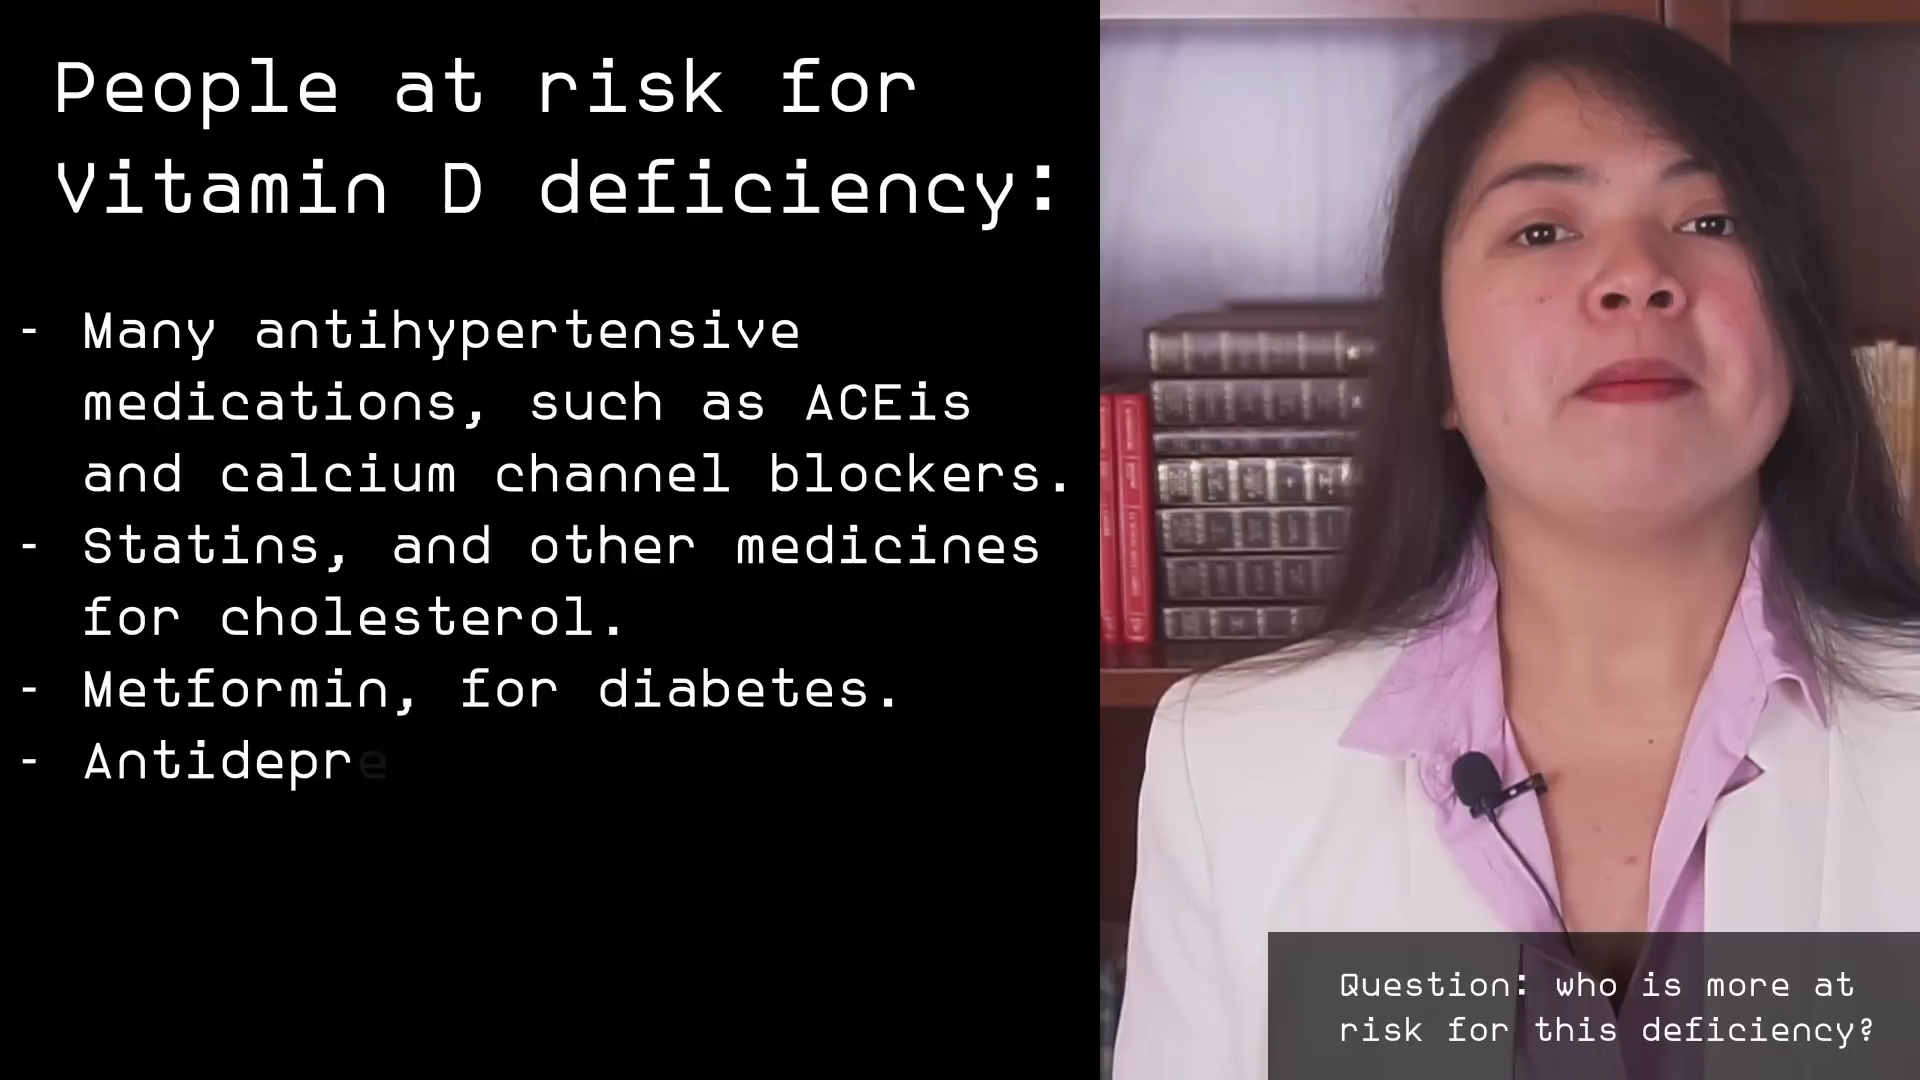 People at risk for
Vitamin D deficiency:
- Many antihypertensive
medications, such as ACEis
and calcium channel blockers.
- Statins, and other medicines
for cholesterol.
- Metformin, for diabetes.
- Antidepre
Question: who is more at
risk for this deficiency?